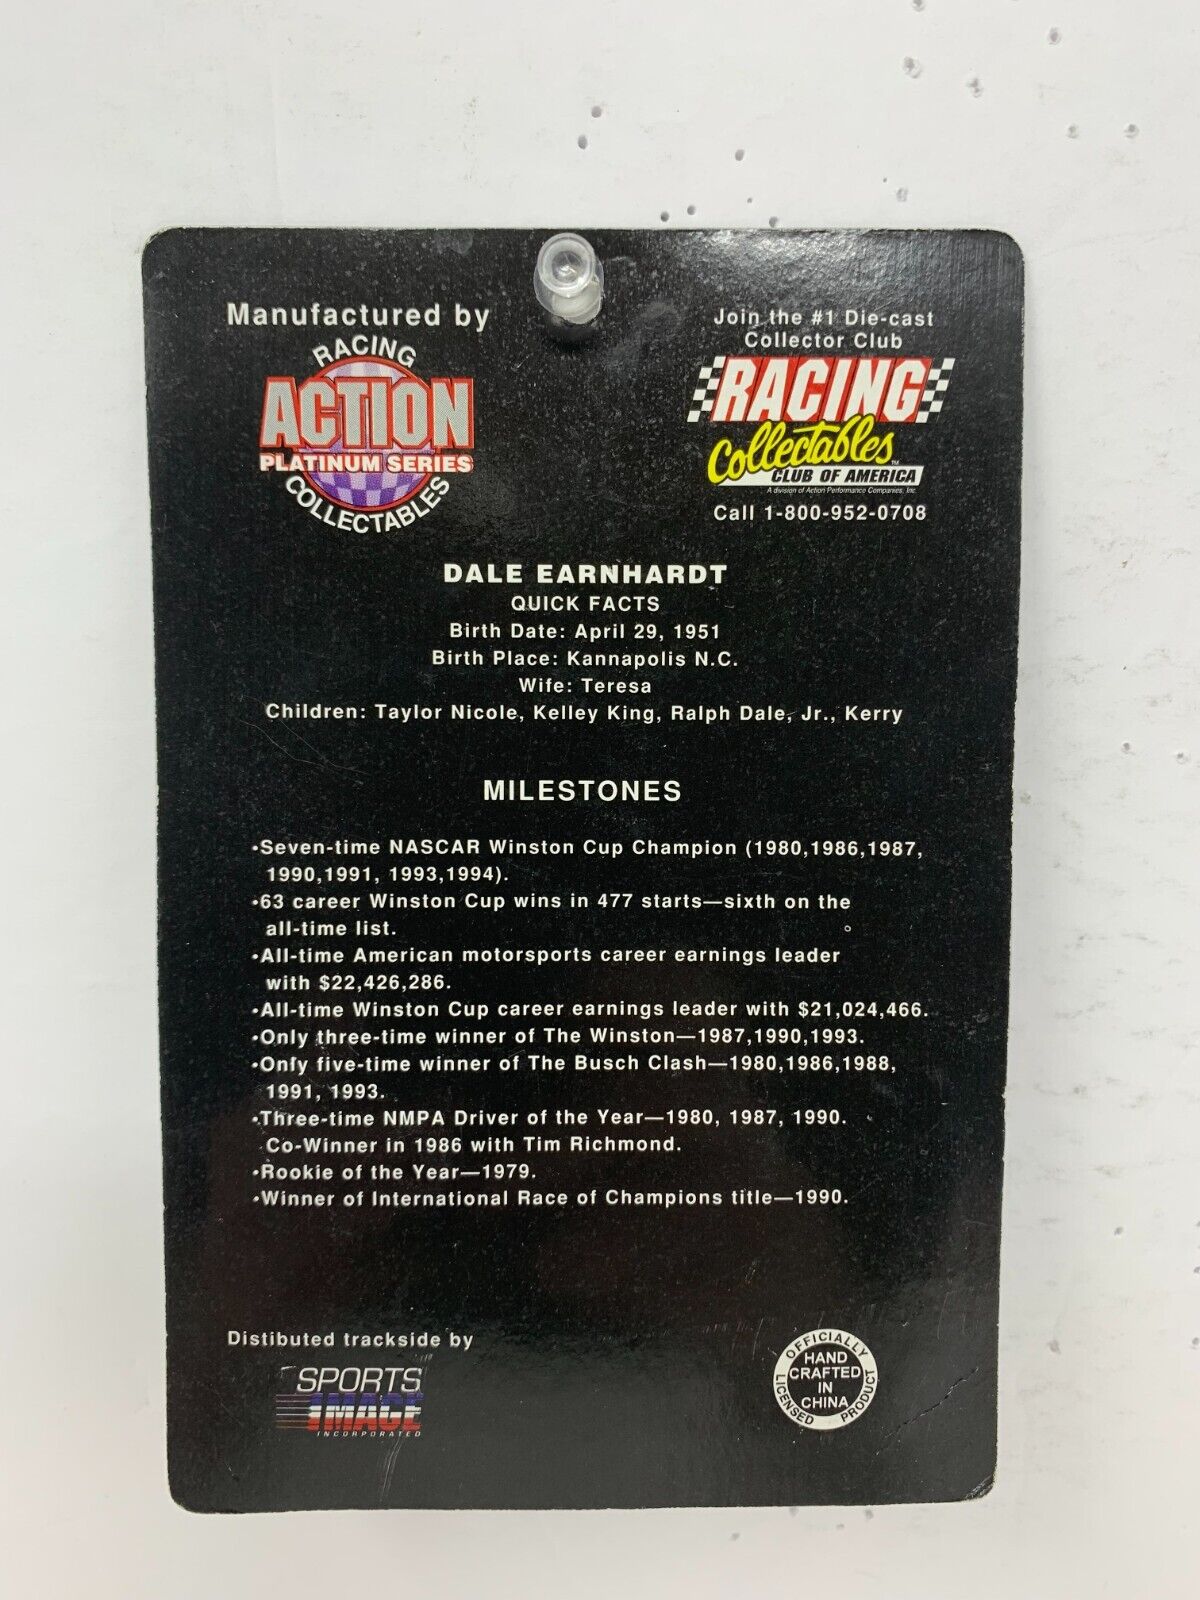 Manufactured by
RACING
ACTION
PLATINUM SERIES
COLLECTABLES
Join the #1 Die-cast
Collector Club
RACING
Collectables™
CLUB OF AMERICA
A division of Action Performance Companies, Inc.
Call 1-800-952-0708
DALE EARNHARDT
QUICK FACTS
Birth Date: April 29, 1951
Birth Place: Kannapolis N.C.
Wife: Teresa
Children: Taylor Nicole, Kelley King, Ralph Dale, Jr., Kerry
MILESTONES
•Seven-time NASCAR Winston Cup Champion (1980,1986,1987,
1990,1991, 1993,1994).
•63 career Winston Cup wins in 477 starts—sixth on the
all-time list.
•All-time American motorsports career earnings leader
with $22,426,286.
•All-time Winston Cup career earnings leader with $21,024,466.
•Only three-time winner of The Winston—1987,1990,1993.
•Only five-time winner of The Busch Clash—1980,1986,1988,
1991, 1993.
•Three-time NMPA Driver of the Year—1980, 1987, 1990.
Co-Winner in 1986 with Tim Richmond.
•Rookie of the Year—1979.
•Winner of International Race of Champions title—1990.
Distibuted trackside by
SPORTS
IMAGE
INCORPORATED
OFFICIALLY
LICENSED
PRODUCT
HAND
CRAFTED
IN
CHINA